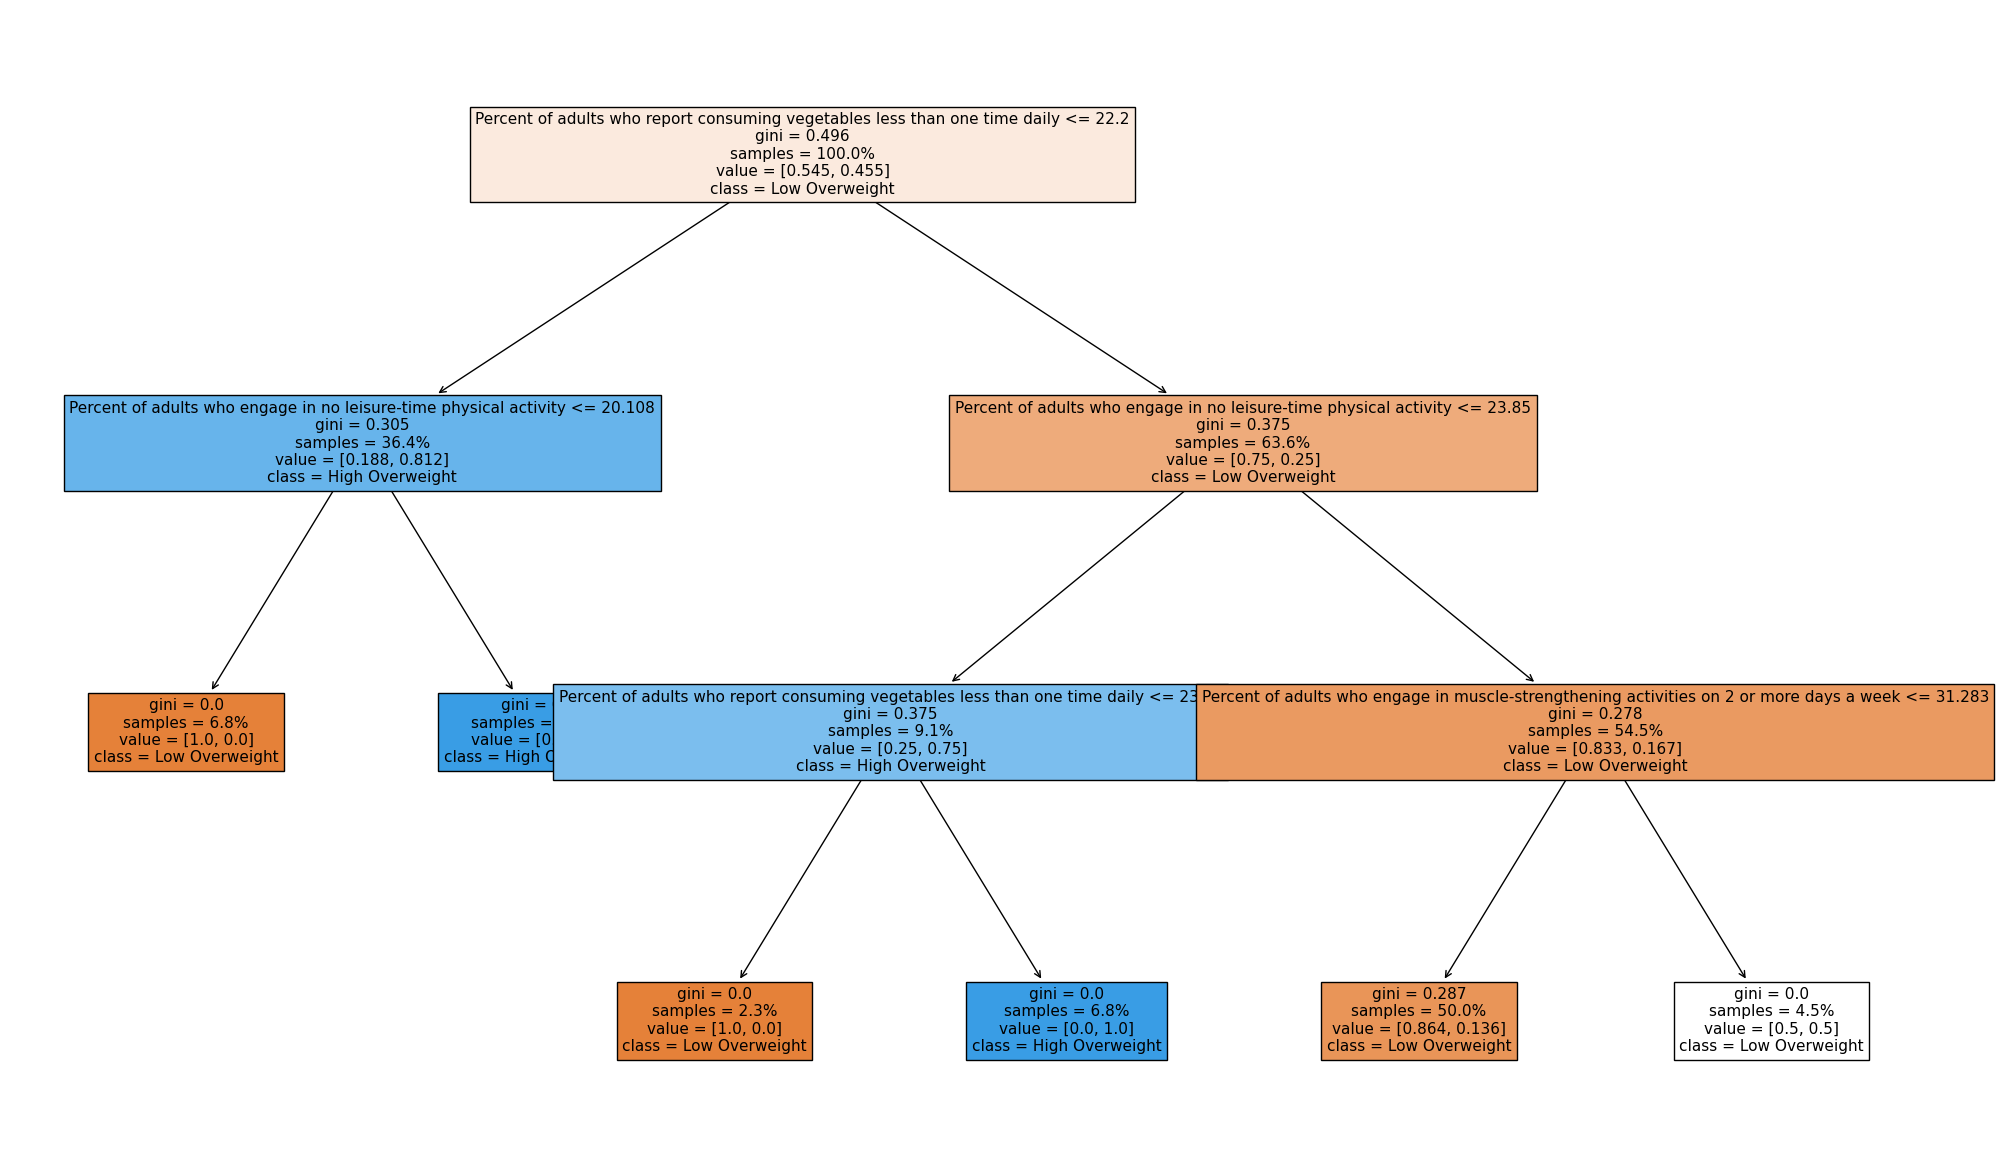 Percent of adults who report consuming vegetables less than one time daily <= 22.2
gini = 0.496
samples = 100.0%
value = [0.545, 0.455]
class = Low Overweight
Percent of adults who engage in no leisure-time physical activity <= 20.108
gini = 0.305
samples = 36.4%
value = [0.188, 0.812]
class = High Overweight
Percent of adults who engage in no leisure-time physical activity <= 23.85
gini = 0.375
samples = 63.6%
value = [0.75, 0.25]
class = Low Overweight
gini = 0.0
samples = 6.8%
value = [1.0, 0.0]
class = Low Overweight
gini =
samples =
value = [0
class = High O
Percent of adults who report consuming vegetables less than one time daily <= 23
gini = 0.375
samples = 9.1%
value = [0.25, 0.75]
class = High Overweight
Percent of adults who engage in muscle-strengthening activities on 2 or more days a week <= 31.283
gini = 0.278
samples = 54.5%
value = [0.833, 0.167]
class = Low Overweight
gini = 0.0
samples = 2.3%
value = [1.0, 0.0]
class = Low Overweight
gini = 0.0
samples = 6.8%
value = [0.0, 1.0]
class = High Overweight
gini = 0.287
samples = 50.0%
value = [0.864, 0.136]
class = Low Overweight
gini = 0.0
samples = 4.5%
value = [0.5, 0.5]
class = Low Overweight